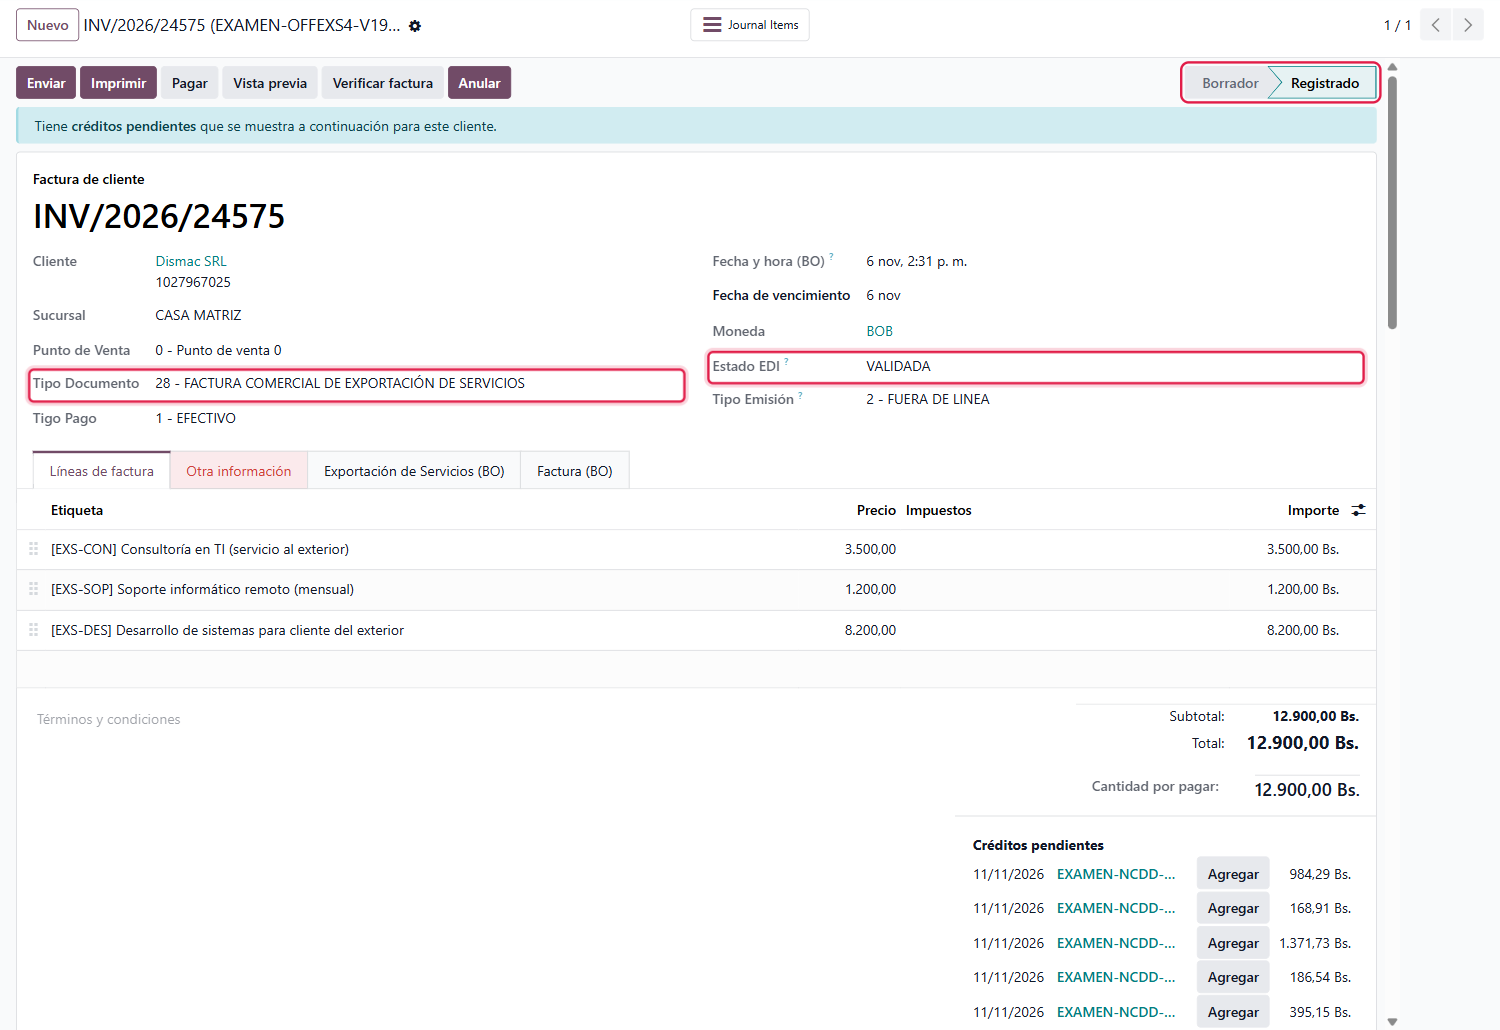 Nuevo INV/2026/24575 (EXAMEN-OFFEXS4-V19... Journal Items 1 / 1
Enviar Imprimir Pagar Vista previa Verificar factura Anular Borrador Registrado
Tiene créditos pendientes que se muestra a continuación para este cliente.
Factura de cliente
INV/2026/24575
Cliente Dismac SRL
1027967025
Sucursal CASA MATRIZ
Punto de Venta 0 - Punto de venta 0
Tipo Documento 28 - FACTURA COMERCIAL DE EXPORTACIÓN DE SERVICIOS
Tigo Pago 1 - EFECTIVO
Fecha y hora (BO) ? 6 nov, 2:31 p. m.
Fecha de vencimiento 6 nov
Moneda BOB
Estado EDI ? VALIDADA
Tipo Emisión ? 2 - FUERA DE LINEA
Líneas de factura Otra información Exportación de Servicios (BO) Factura (BO)
Etiqueta Precio Impuestos Importe
[EXS-CON] Consultoría en TI (servicio al exterior) 3.500,00 3.500,00 Bs.
[EXS-SOP] Soporte informático remoto (mensual) 1.200,00 1.200,00 Bs.
[EXS-DES] Desarrollo de sistemas para cliente del exterior 8.200,00 8.200,00 Bs.
Términos y condiciones
Subtotal: 12.900,00 Bs.
Total: 12.900,00 Bs.
Cantidad por pagar: 12.900,00 Bs.
Créditos pendientes
11/11/2026 EXAMEN-NCDD-... Agregar 984,29 Bs.
11/11/2026 EXAMEN-NCDD-... Agregar 168,91 Bs.
11/11/2026 EXAMEN-NCDD-... Agregar 1.371,73 Bs.
11/11/2026 EXAMEN-NCDD-... Agregar 186,54 Bs.
11/11/2026 EXAMEN-NCDD-... Agregar 395,15 Bs.